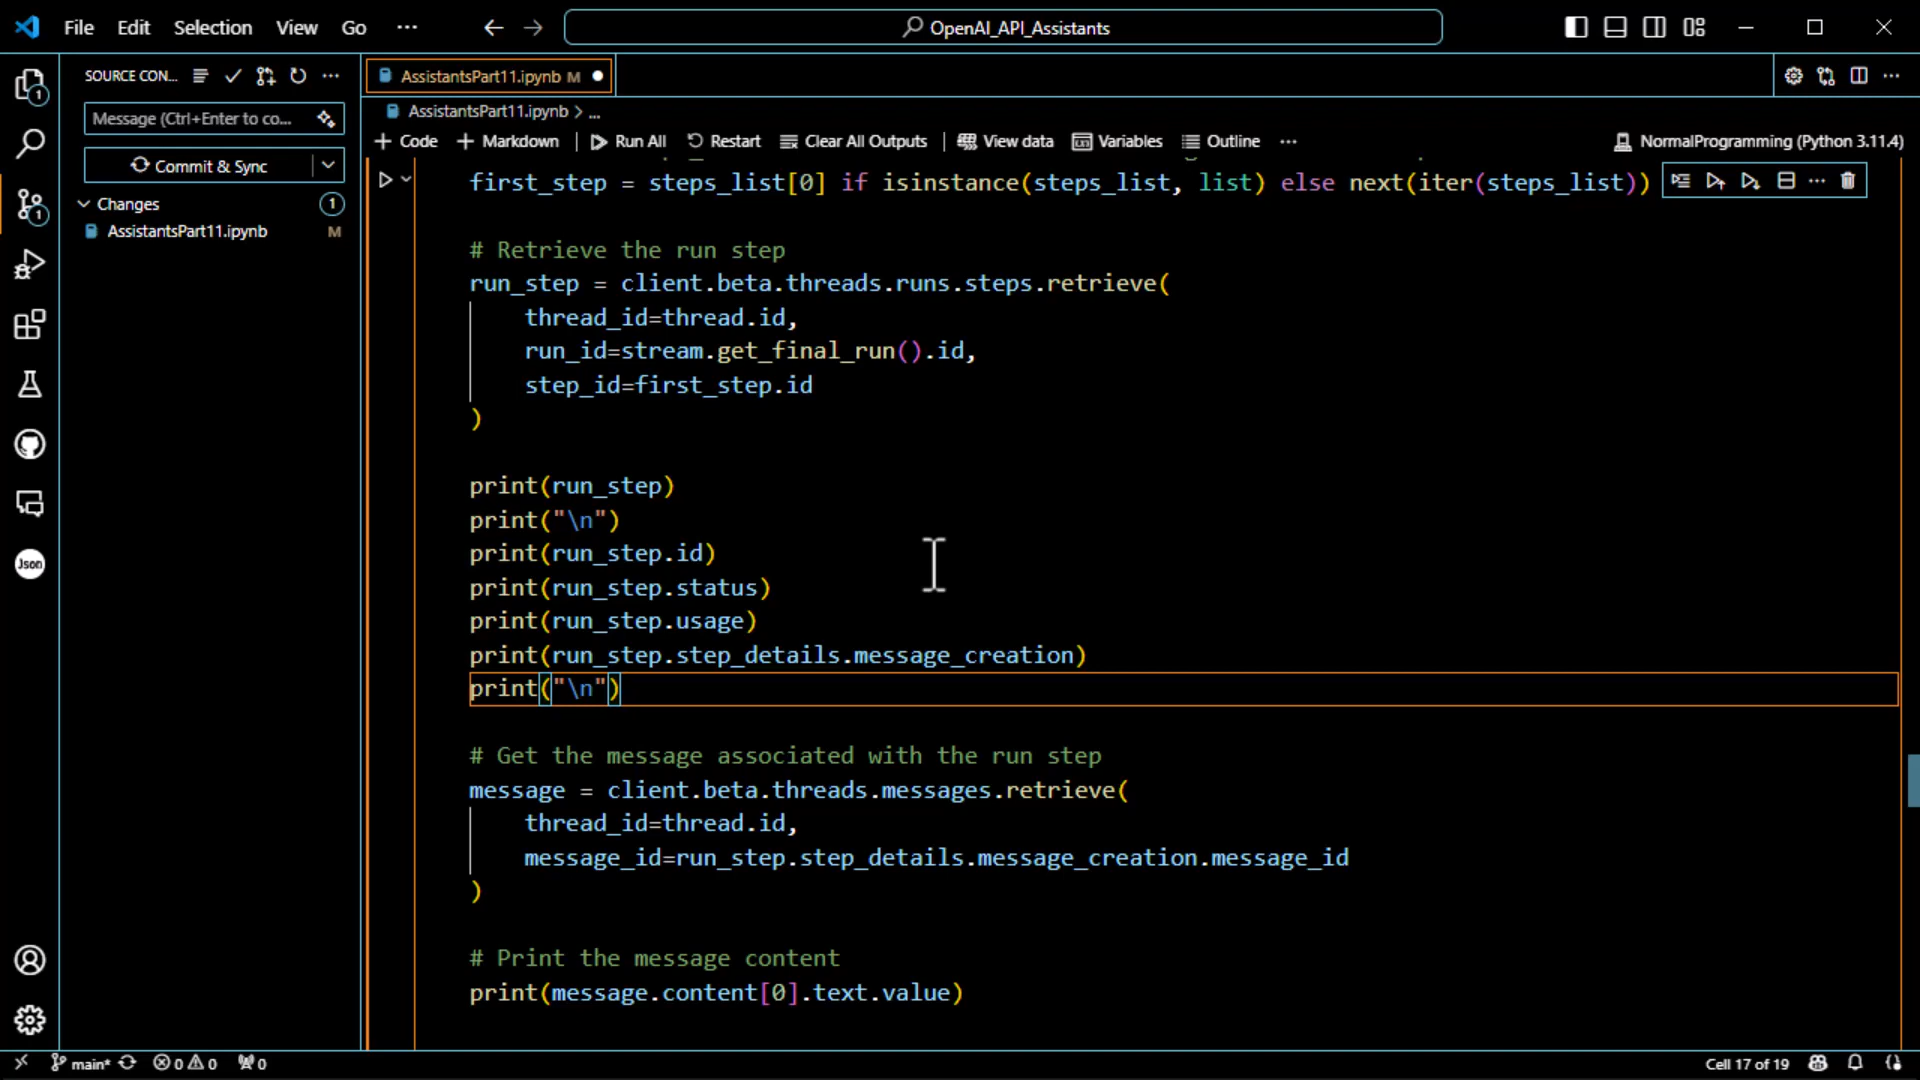 File Edit Selection View Go ··· OpenAI_API_Assistants
SOURCE CON... AssistantsPart11.ipynb M
Message (Ctrl+Enter to co... AssistantsPart11.ipynb > ...
+ Code + Markdown Run All Restart Clear All Outputs View data Variables Outline ··· NormalProgramming (Python 3.11.4)
Commit & Sync
Changes 1
AssistantsPart11.ipynb M
first_step = steps_list[0] if isinstance(steps_list, list) else next(iter(steps_list))
# Retrieve the run step
run_step = client.beta.threads.runs.steps.retrieve(
thread_id=thread.id,
run_id=stream.get_final_run().id,
step_id=first_step.id
)
print(run_step)
print("\n")
print(run_step.id)
print(run_step.status)
print(run_step.usage)
print(run_step.step_details.message_creation)
print("\n")
# Get the message associated with the run step
message = client.beta.threads.messages.retrieve(
thread_id=thread.id,
message_id=run_step.step_details.message_creation.message_id
)
# Print the message content
print(message.content[0].text.value)
1
1
Json
main* 0 0 0 Cell 17 of 19